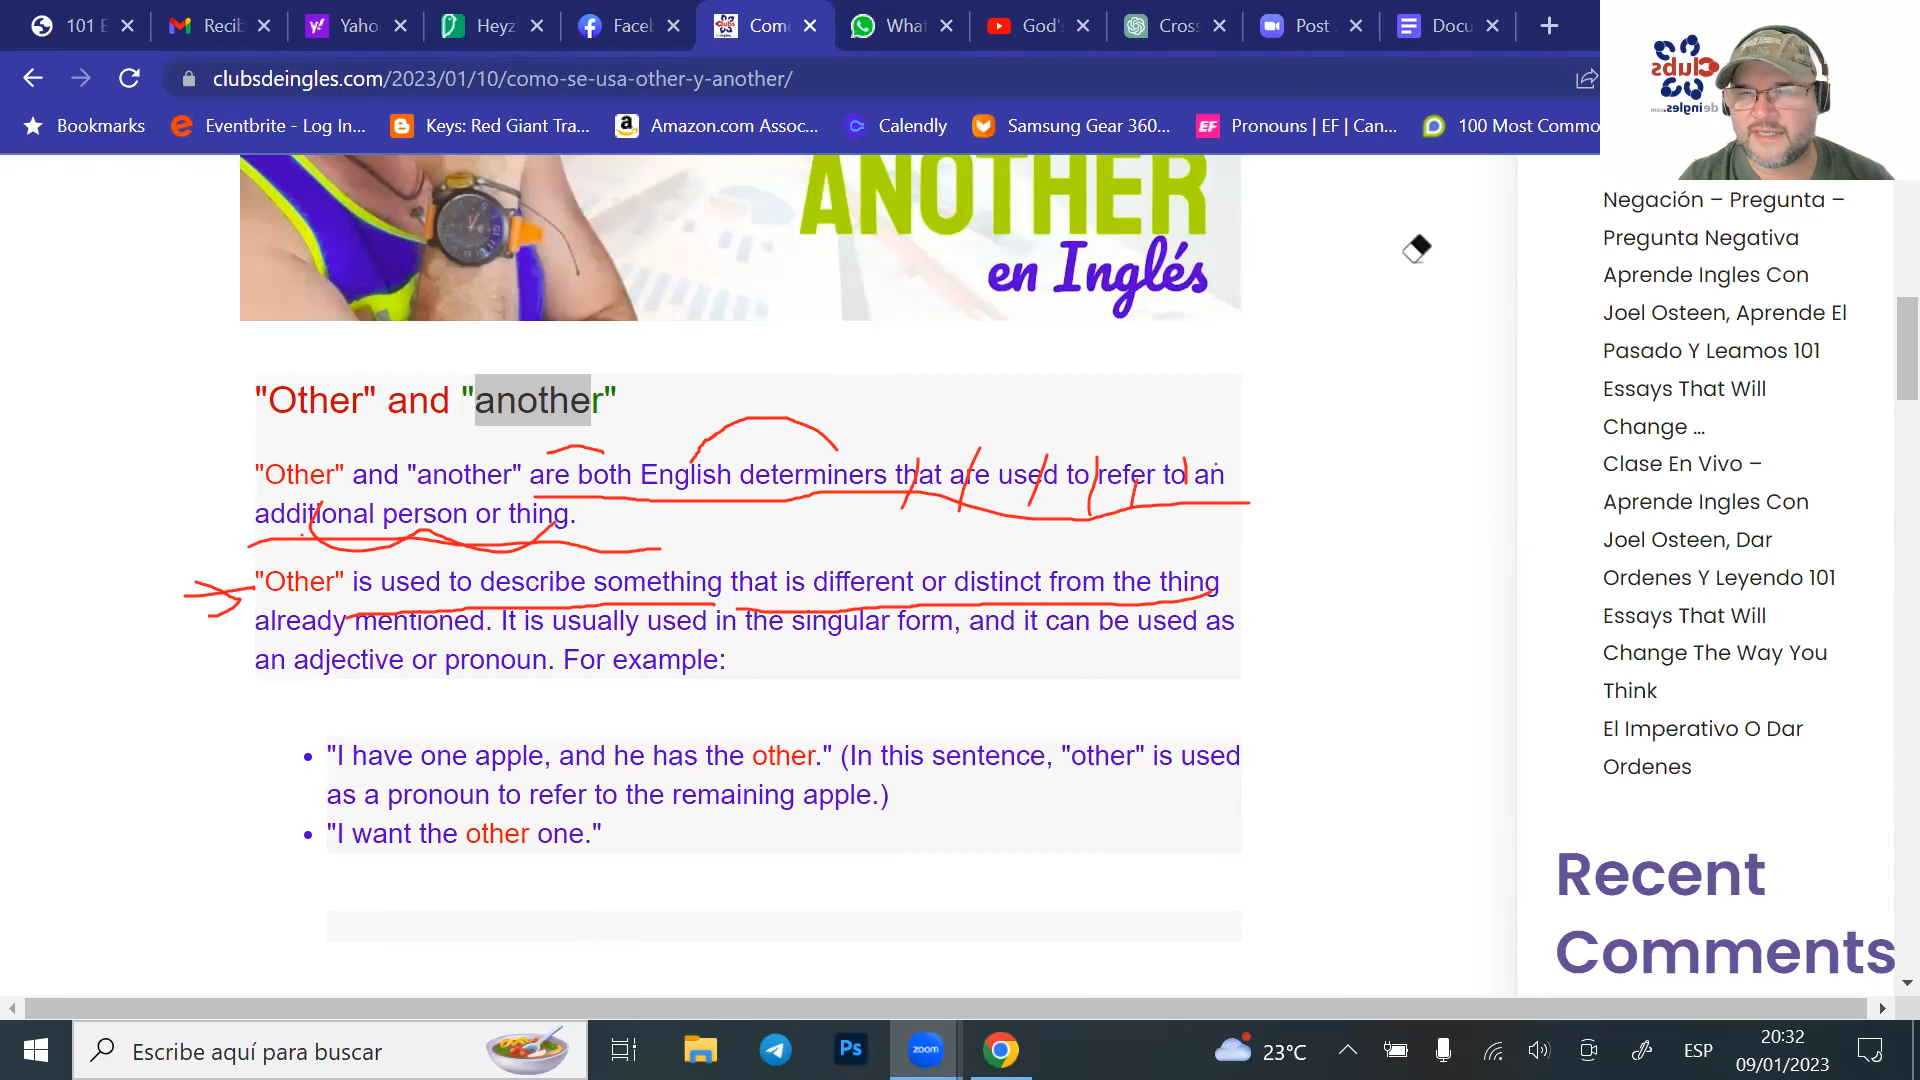 101 E
Recib
Yaho
Heyz
Faceb
Com
What
God'
Cross
Post
Docu
clubsdeingles.com/2023/01/10/como-se-usa-other-y-another/
Bookmarks
Eventbrite - Log In...
Keys: Red Giant Tra...
Amazon.com Assoc...
Calendly
Samsung Gear 360...
EF
Pronouns | EF | Can...
100 Most Commo
Clubs
deingles.com
ANOTHER
en Inglés
"Other" and "another"
"Other" and "another" are both English determiners that are used to refer to an
additional person or thing.
"Other" is used to describe something that is different or distinct from the thing
already mentioned. It is usually used in the singular form, and it can be used as
an adjective or pronoun. For example:
• "I have one apple, and he has the other." (In this sentence, "other" is used
as a pronoun to refer to the remaining apple.)
• "I want the other one."
Negación – Pregunta –
Pregunta Negativa
Aprende Ingles Con
Joel Osteen, Aprende El
Pasado Y Leamos 101
Essays That Will
Change ...
Clase En Vivo –
Aprende Ingles Con
Joel Osteen, Dar
Ordenes Y Leyendo 101
Essays That Will
Change The Way You
Think
El Imperativo O Dar
Ordenes
Recent
Comments
Escribe aquí para buscar
Ps
zoom
23°C
ESP
20:32
09/01/2023